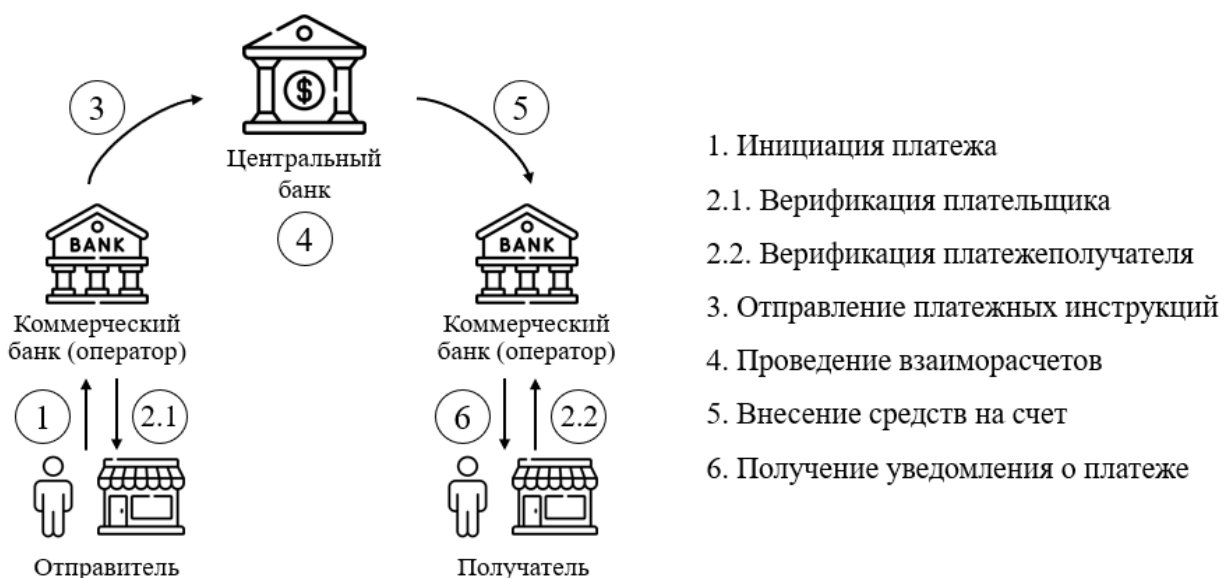 3
$
5
Центральный
банк
4
BANK
BANK
Коммерческий
банк (оператор)
Коммерческий
банк (оператор)
1
2.1
6
2.2
Отправитель
Получатель
1. Инициация платежа
2.1. Верификация плательщика
2.2. Верификация платежеполучателя
3. Отправление платежных инструкций
4. Проведение взаиморасчетов
5. Внесение средств на счет
6. Получение уведомления о платеже